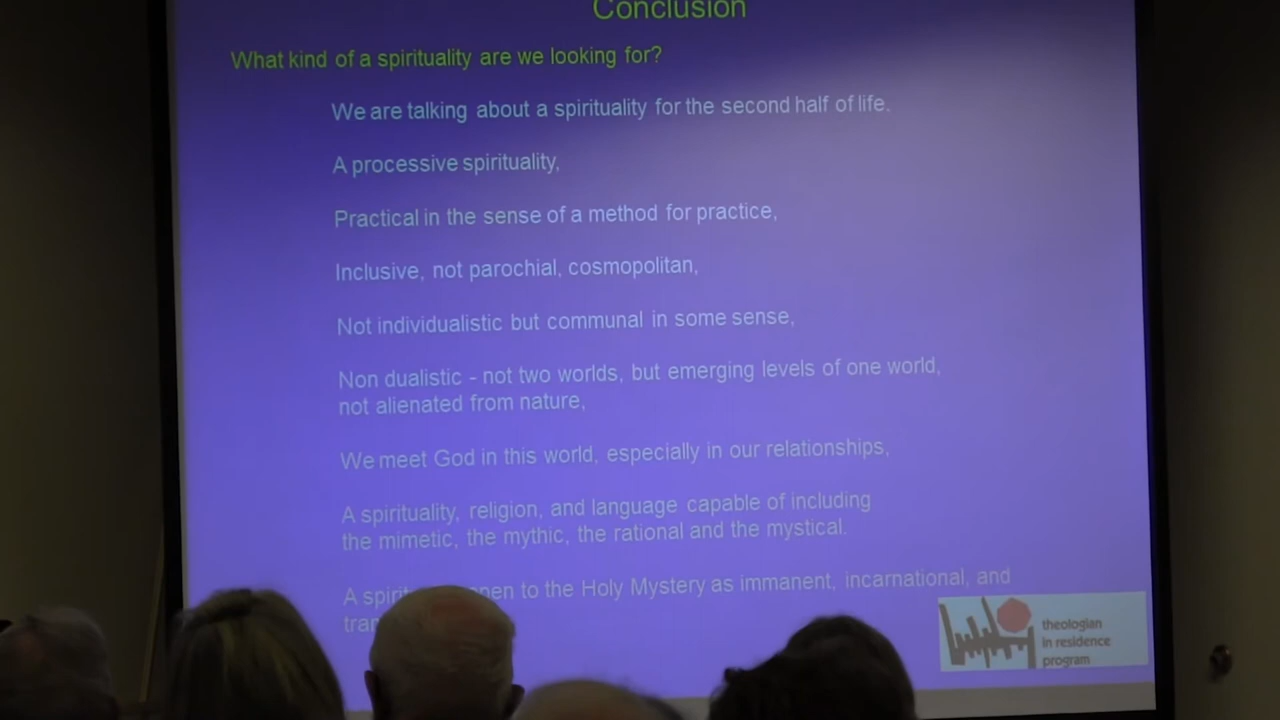 Conclusion
What kind of a spirituality are we looking for?
We are talking about a spirituality for the second half of life.
A processive spirituality,
Practical in the sense of a method for practice,
Inclusive, not parochial, cosmopolitan,
Not individualistic but communal in some sense,
Non dualistic - not two worlds, but emerging levels of one world,
not alienated from nature,
We meet God in this world, especially in our relationships,
A spirituality, religion, and language capable of including
the mimetic, the mythic, the rational and the mystical.
A to the Holy Mystery as immanent, incarnational, and
theologian
in residence
program